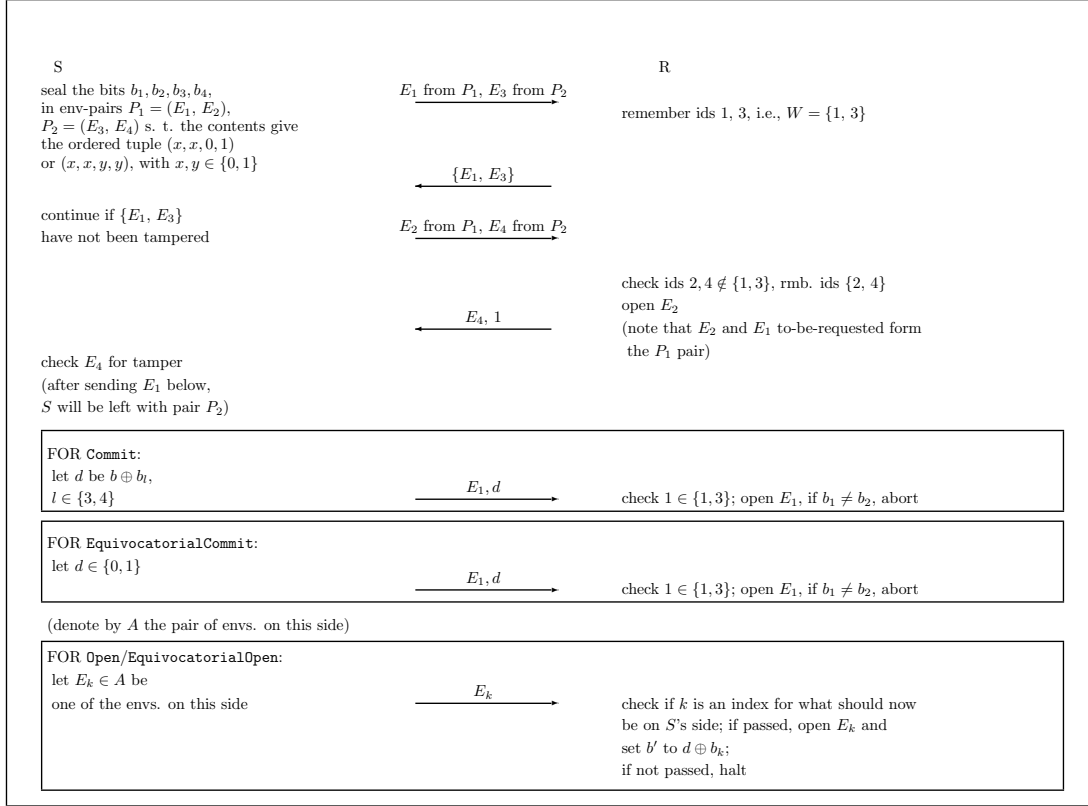 S R
seal the bits b₁, b₂, b₃, b₄,
in env-pairs P₁ = (E₁, E₂),
P₂ = (E₃, E₄) s. t. the contents give
the ordered tuple (x, x, 0, 1)
or (x, x, y, y), with x, y ∈ {0, 1}
E₁ from P₁, E₃ from P₂
remember ids 1, 3, i.e., W = {1, 3}
{E₁, E₃}
continue if {E₁, E₃}
have not been tampered
E₂ from P₁, E₄ from P₂
check ids 2, 4 ∉ {1, 3}, rmb. ids {2, 4}
open E₂
(note that E₂ and E₁ to-be-requested form
the P₁ pair)
E₄, 1
check E₄ for tamper
(after sending E₁ below,
S will be left with pair P₂)
FOR Commit:
let d be b ⊕ bₗ,
l ∈ {3, 4}
E₁, d
check 1 ∈ {1, 3}; open E₁, if b₁ ≠ b₂, abort
FOR EquivocatorialCommit:
let d ∈ {0, 1}
E₁, d
check 1 ∈ {1, 3}; open E₁, if b₁ ≠ b₂, abort
(denote by A the pair of envs. on this side)
FOR Open/EquivocatorialOpen:
let Eₖ ∈ A be
one of the envs. on this side
Eₖ
check if k is an index for what should now
be on S's side; if passed, open Eₖ and
set b′ to d ⊕ bₖ;
if not passed, halt